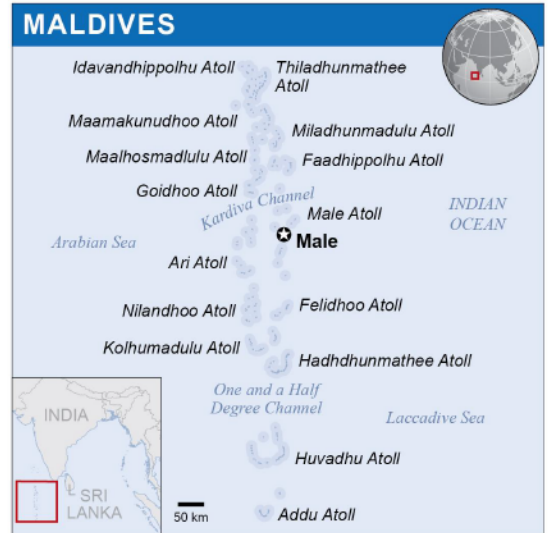 MALDIVES
Idavandhippolhu Atoll
Thiladhunmathee
Atoll
Maamakunudhoo Atoll
Miladhunmadulu Atoll
Maalhosmadlulu Atoll
Faadhippolhu Atoll
Goidhoo Atoll
Kardiva Channel
Male Atoll
INDIAN
OCEAN
Arabian Sea
Male
Ari Atoll
Nilandhoo Atoll
Felidhoo Atoll
Kolhumadulu Atoll
Hadhdhunmathee Atoll
One and a Half
Degree Channel
Laccadive Sea
INDIA
Huvadhu Atoll
SRI
LANKA
50 km
Addu Atoll